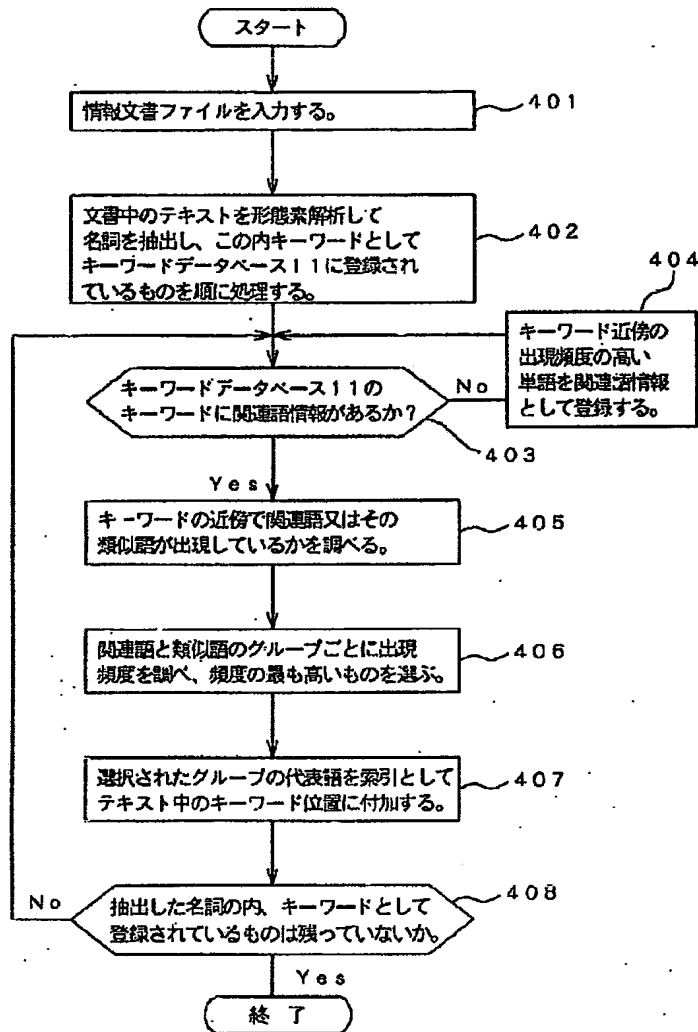 スタート
情報文書ファイルを入力する。
401
文書中のテキストを形態素解析して
名詞を抽出し、この内キーワードとして
キーワードデータベース11に登録され
ているものを順に処理する。
402
404
キーワード近傍の
出現頻度の高い
単語を関連語情報
として登録する。
キーワードデータベース11の
キーワードに関連語情報があるか?
No
403
Yes
キーワードの近傍で関連語又はその
類似語が出現しているかを調べる。
405
関連語と類似語のグループごとに出現
頻度を調べ、頻度の最も高いものを選ぶ。
406
選択されたグループの代表語を索引として
テキスト中のキーワード位置に付加する。
407
408
No
抽出した名詞の内、キーワードとして
登録されているものは残っていないか。
Yes
終了